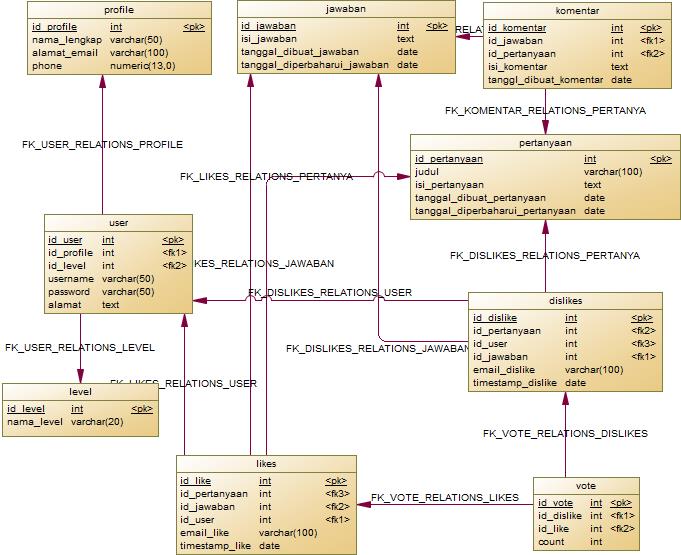 profile
id_profile int <pk>
nama_lengkap varchar(50)
alamat_email varchar(100)
phone numeric(13,0)
jawaban
id_jawaban int <pk>
isi_jawaban text
tanggal_dibuat_jawaban date
tanggal_diperbaharui_jawaban date
komentar
id_komentar int <pk>
id_jawaban int <fk1>
id_pertanyaan int <fk2>
isi_komentar text
tanggl_dibuat_komentar date
FK_KOMENTAR_RELATIONS_PERTANYA
FK_USER_RELATIONS_PROFILE
FK_LIKES_RELATIONS_PERTANYA
pertanyaan
id_pertanyaan int <pk>
judul varchar(100)
isi_pertanyaan text
tanggal_dibuat_pertanyaan date
tanggal_diperbaharui_pertanyaan date
user
id_user int <pk>
id_profile int <fk1>
id_level int <fk2>
username varchar(50)
password varchar(50)
alamat text
KES_RELATIONS_JAWABAN
FK_DISLIKES_RELATIONS_PERTANYA
FK_DISLIKES_RELATIONS_USER
dislikes
id_dislike int <pk>
id_pertanyaan int <fk2>
id_user int <fk3>
id_jawaban int <fk1>
email_dislike varchar(100)
timestamp_dislike date
FK_USER_RELATIONS_LEVEL
FK_DISLIKES_RELATIONS_JAWABAN
FK_LIKES_RELATIONS_USER
level
id_level int <pk>
nama_level varchar(20)
FK_VOTE_RELATIONS_DISLIKES
likes
id_like int <pk>
id_pertanyaan int <fk3>
id_jawaban int <fk2>
id_user int <fk1>
email_like varchar(100)
timestamp_like date
FK_VOTE_RELATIONS_LIKES
vote
id_vote int <pk>
id_dislike int <fk1>
id_like int <fk2>
count int